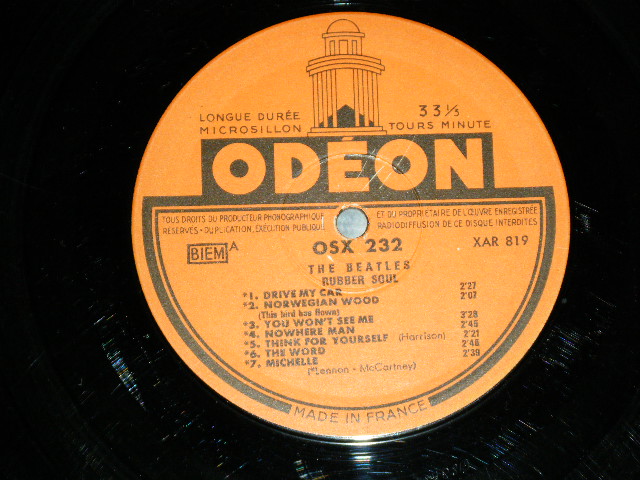 LONGUE DURÉE
MICROSILLON
33 1/3
TOURS MINUTE
ODÉON
TOUS DROITS DU PRODUCTEUR PHONOGRAPHIQUE
RÉSERVÉS - DUPLICATION, EXÉCUTION PUBLIQUE
ET DU PROPRIÉTAIRE DE L'ŒUVRE ENREGISTRÉE
RADIODIFFUSION DE CE DISQUE INTERDITES
BIEM A
OSX 232
XAR 819
THE BEATLES
RUBBER SOUL
*1. DRIVE MY CAR 2'27
*2. NORWEGIAN WOOD 2'07
(This bird has flown)
*3. YOU WON'T SEE ME 3'28
*4. NOWHERE MAN 2'45
*5. THINK FOR YOURSELF (Harrison) 2'21
*6. THE WORD 2'46
*7. MICHELLE 2'39
(*Lennon - McCartney)
MADE IN FRANCE